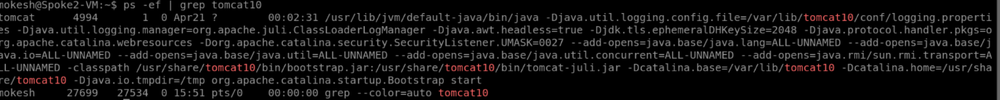 mokesh@Spoke2-VM:~$ ps -ef | grep tomcat10
tomcat      4994       1  0 Apr21 ?        00:02:31 /usr/lib/jvm/default-java/bin/java -Djava.util.logging.config.file=/var/lib/tomcat10/conf/logging.properti
es -Djava.util.logging.manager=org.apache.juli.ClassLoaderLogManager -Djava.awt.headless=true -Djdk.tls.ephemeralDHKeySize=2048 -Djava.protocol.handler.pkgs=o
rg.apache.catalina.webresources -Dorg.apache.catalina.security.SecurityListener.UMASK=0027 --add-opens=java.base/java.lang=ALL-UNNAMED --add-opens=java.base/j
ava.io=ALL-UNNAMED --add-opens=java.base/java.util=ALL-UNNAMED --add-opens=java.base/java.util.concurrent=ALL-UNNAMED --add-opens=java.rmi/sun.rmi.transport=A
LL-UNNAMED -classpath /usr/share/tomcat10/bin/bootstrap.jar:/usr/share/tomcat10/bin/tomcat-juli.jar -Dcatalina.base=/var/lib/tomcat10 -Dcatalina.home=/usr/sha
re/tomcat10 -Djava.io.tmpdir=/tmp org.apache.catalina.startup.Bootstrap start
mokesh     27699   27534  0 15:51 pts/0    00:00:00 grep --color=auto tomcat10